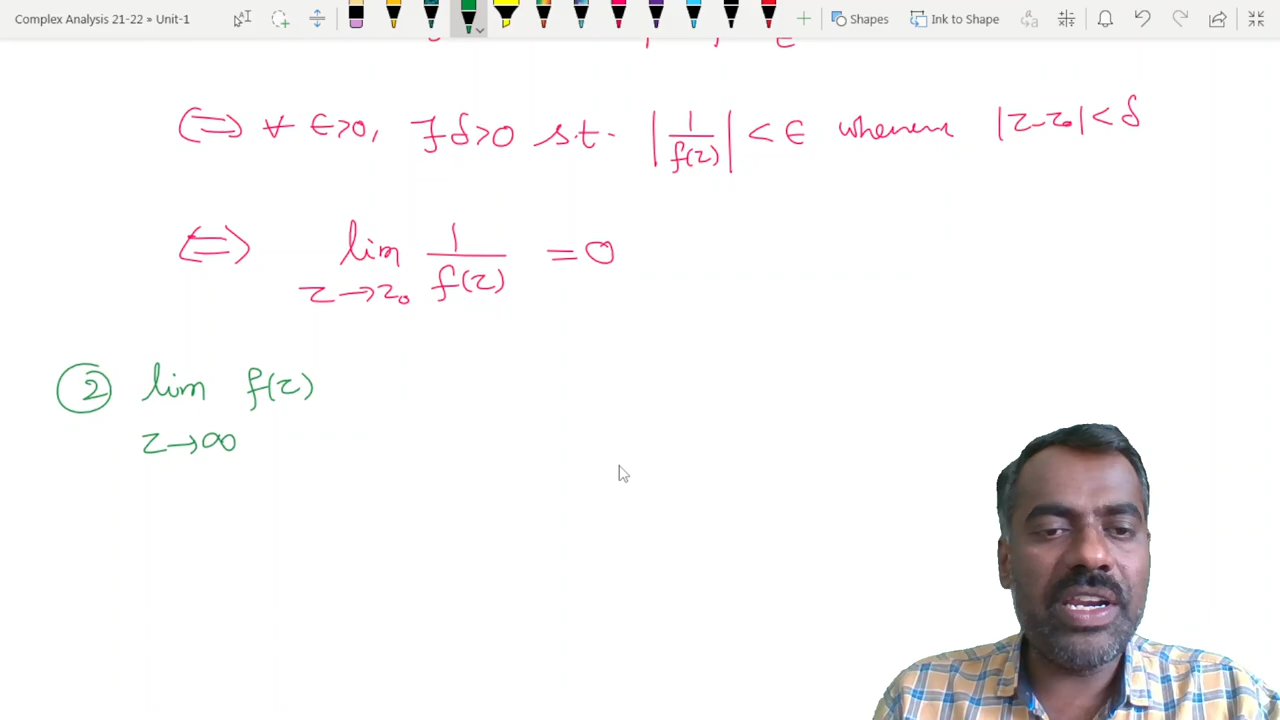 Complex Analysis 21-22 » Unit-1
Shapes
Ink to Shape
⟺ ∀ ϵ>0, ∃ δ>0 s.t. |1/f(z)| < ϵ whenever |z-z₀| < δ
⟺ lim z→z₀ 1/f(z) = 0
② lim z→∞ f(z)